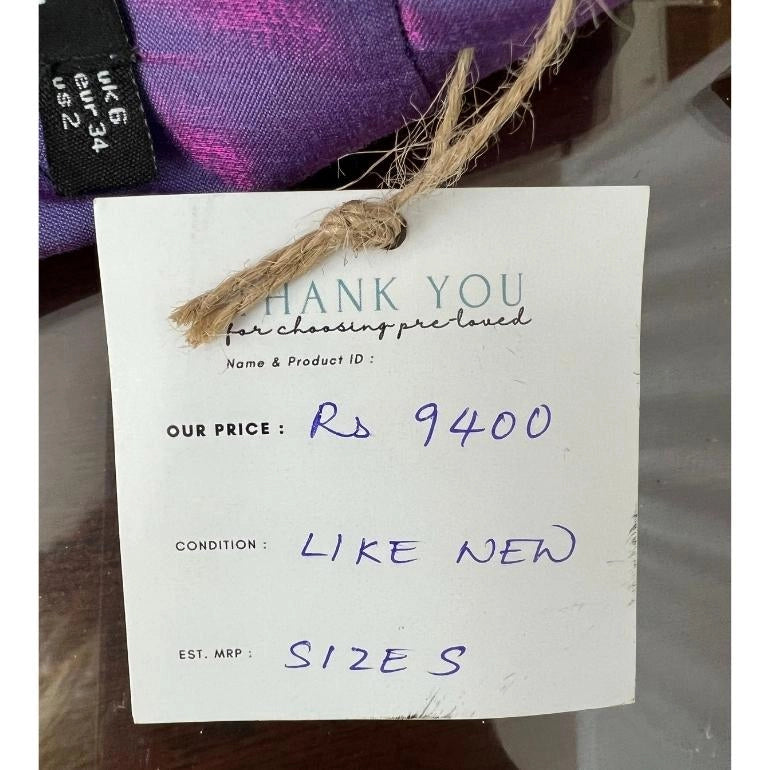 UK 6
eur 34
US 2
THANK YOU
for choosing pre-loved
Name & Product ID :
OUR PRICE : Rs 9400
CONDITION : LIKE NEW
EST. MRP : SIZE S